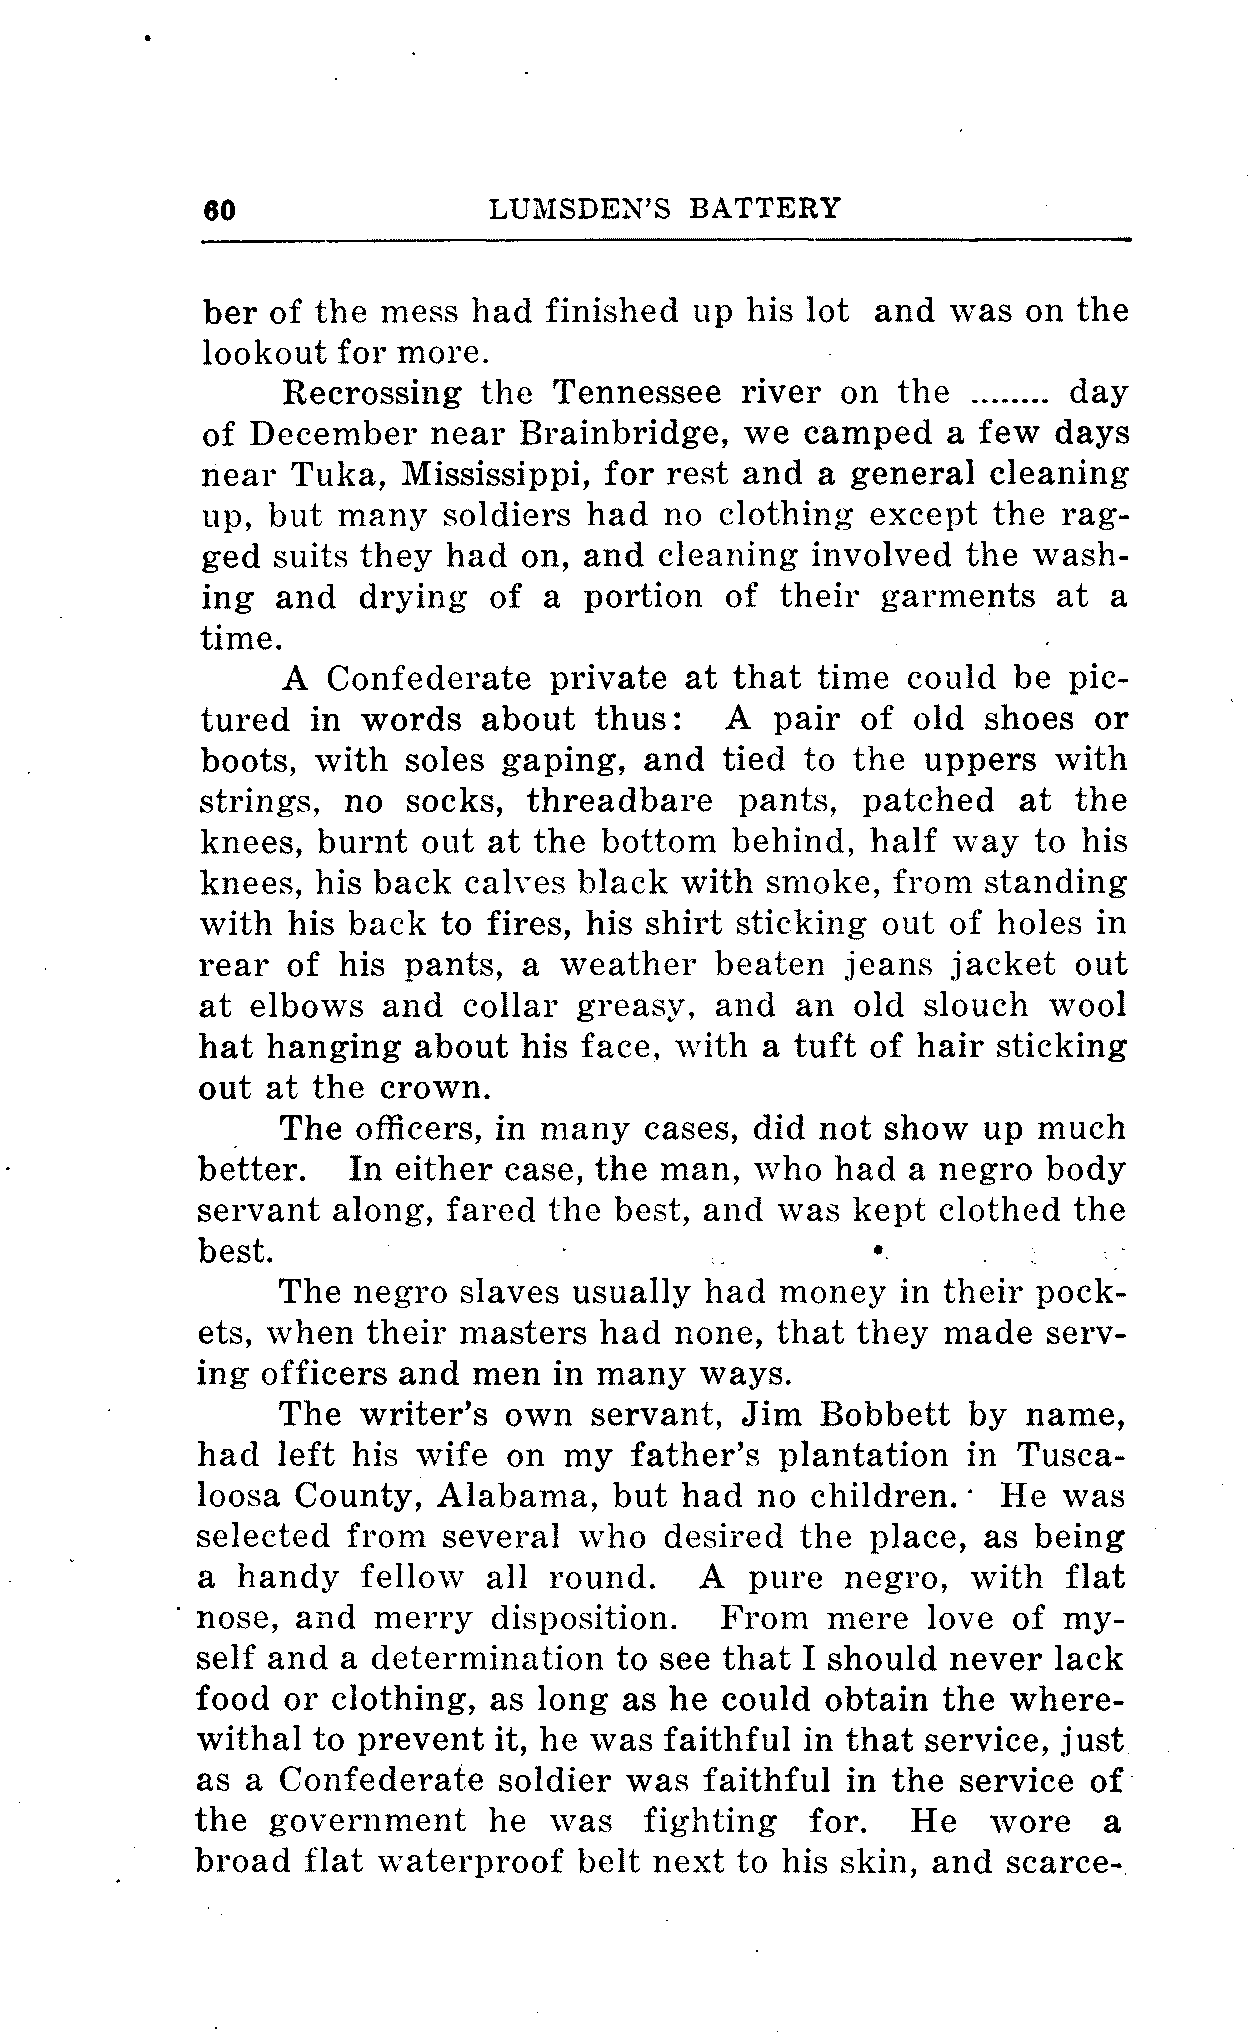 60 LUMSDEN'S BATTERY
ber of the mess had finished up his lot and was on the
lookout for more.
Recrossing the Tennessee river on the ........ day
of December near Brainbridge, we camped a few days
near Tuka, Mississippi, for rest and a general cleaning
up, but many soldiers had no clothing except the rag-
ged suits they had on, and cleaning involved the wash-
ing and drying of a portion of their garments at a
time.
A Confederate private at that time could be pic-
tured in words about thus: A pair of old shoes or
boots, with soles gaping, and tied to the uppers with
strings, no socks, threadbare pants, patched at the
knees, burnt out at the bottom behind, half way to his
knees, his back calves black with smoke, from standing
with his back to fires, his shirt sticking out of holes in
rear of his pants, a weather beaten jeans jacket out
at elbows and collar greasy, and an old slouch wool
hat hanging about his face, with a tuft of hair sticking
out at the crown.
The officers, in many cases, did not show up much
better. In either case, the man, who had a negro body
servant along, fared the best, and was kept clothed the
best.
The negro slaves usually had money in their pock-
ets, when their masters had none, that they made serv-
ing officers and men in many ways.
The writer's own servant, Jim Bobbett by name,
had left his wife on my father's plantation in Tusca-
loosa County, Alabama, but had no children. He was
selected from several who desired the place, as being
a handy fellow all round. A pure negro, with flat
nose, and merry disposition. From mere love of my-
self and a determination to see that I should never lack
food or clothing, as long as he could obtain the where-
withal to prevent it, he was faithful in that service, just
as a Confederate soldier was faithful in the service of
the government he was fighting for. He wore a
broad flat waterproof belt next to his skin, and scarce-